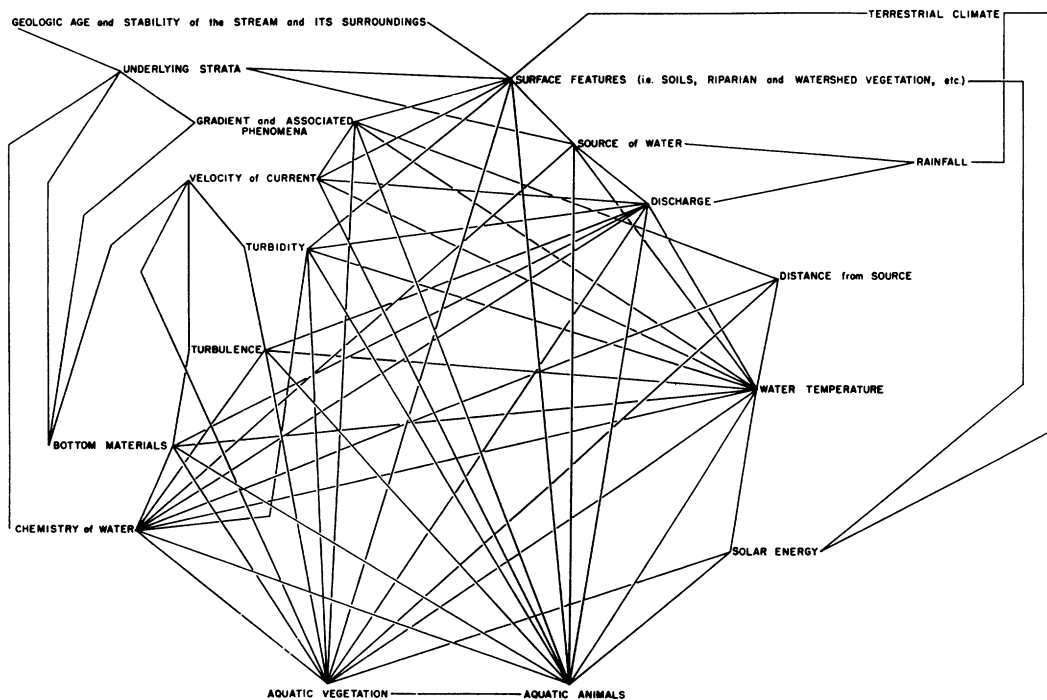 GEOLOGIC AGE and STABILITY of the STREAM and ITS SURROUNDINGS
TERRESTRIAL CLIMATE
UNDERLYING STRATA
SURFACE FEATURES (i.e. SOILS, RIPARIAN and WATERSHED VEGETATION, etc.)
GRADIENT and ASSOCIATED
PHENOMENA
SOURCE of WATER
RAINFALL
VELOCITY of CURRENT
DISCHARGE
TURBIDITY
DISTANCE from SOURCE
TURBULENCE
WATER TEMPERATURE
BOTTOM MATERIALS
CHEMISTRY of WATER
SOLAR ENERGY
AQUATIC VEGETATION
AQUATIC ANIMALS